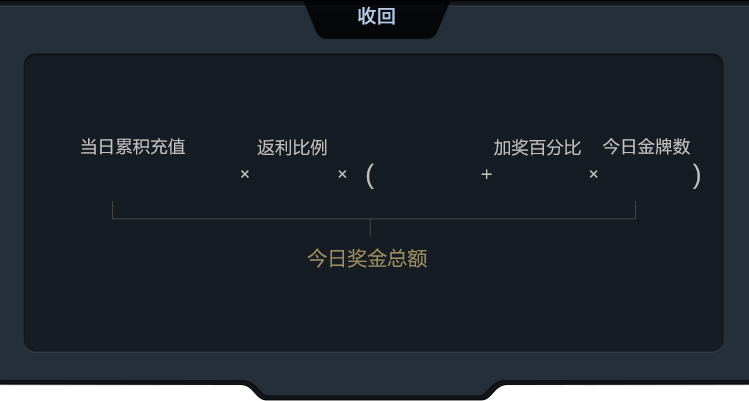 收回
当日累积充值 返利比例 加奖百分比 今日金牌数
× × ( + × )
今日奖金总额